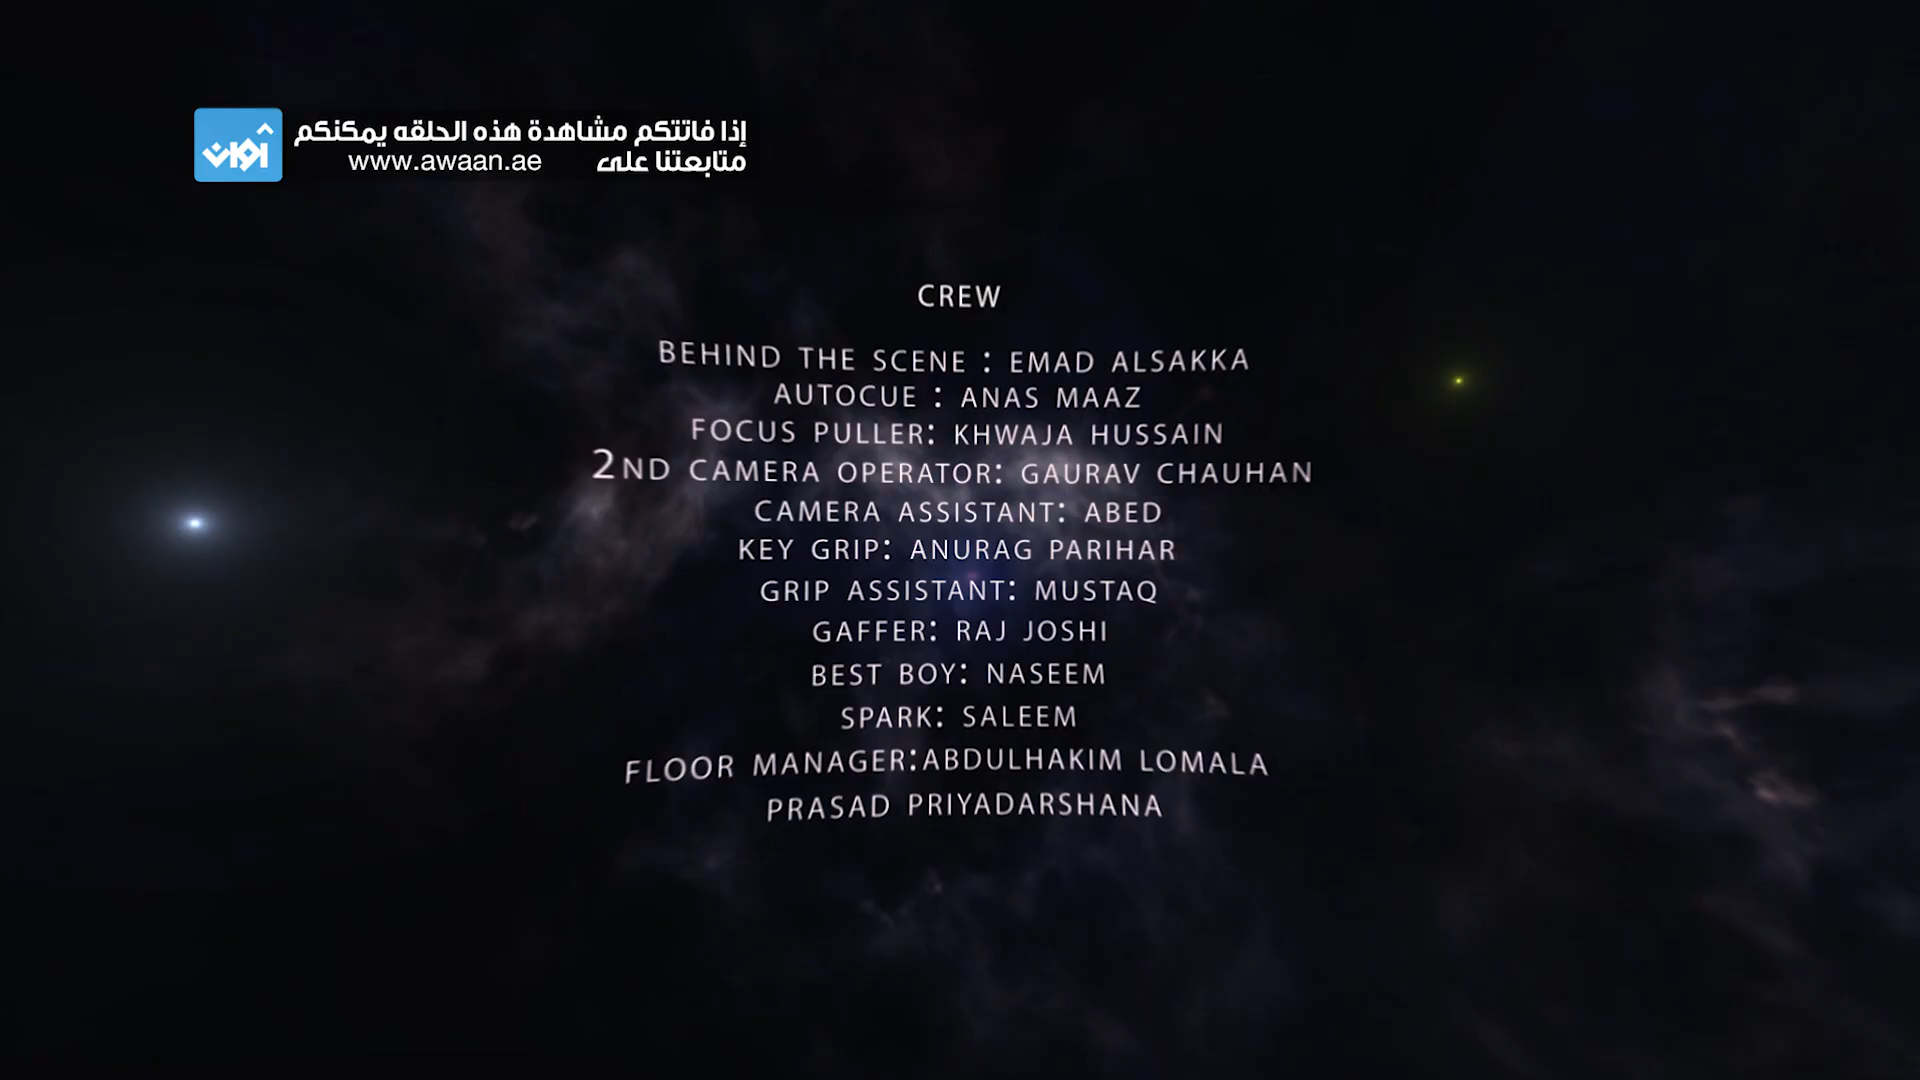 أوان
إذا فاتتكم مشاهدة هذه الحلقه يمكنكم
متابعتنا على www.awaan.ae
CREW
BEHIND THE SCENE : EMAD ALSAKKA
AUTOCUE : ANAS MAAZ
FOCUS PULLER: KHWAJA HUSSAIN
2ND CAMERA OPERATOR: GAURAV CHAUHAN
CAMERA ASSISTANT: ABED
KEY GRIP: ANURAG PARIHAR
GRIP ASSISTANT: MUSTAQ
GAFFER: RAJ JOSHI
BEST BOY: NASEEM
SPARK: SALEEM
FLOOR MANAGER:ABDULHAKIM LOMALA
PRASAD PRIYADARSHANA